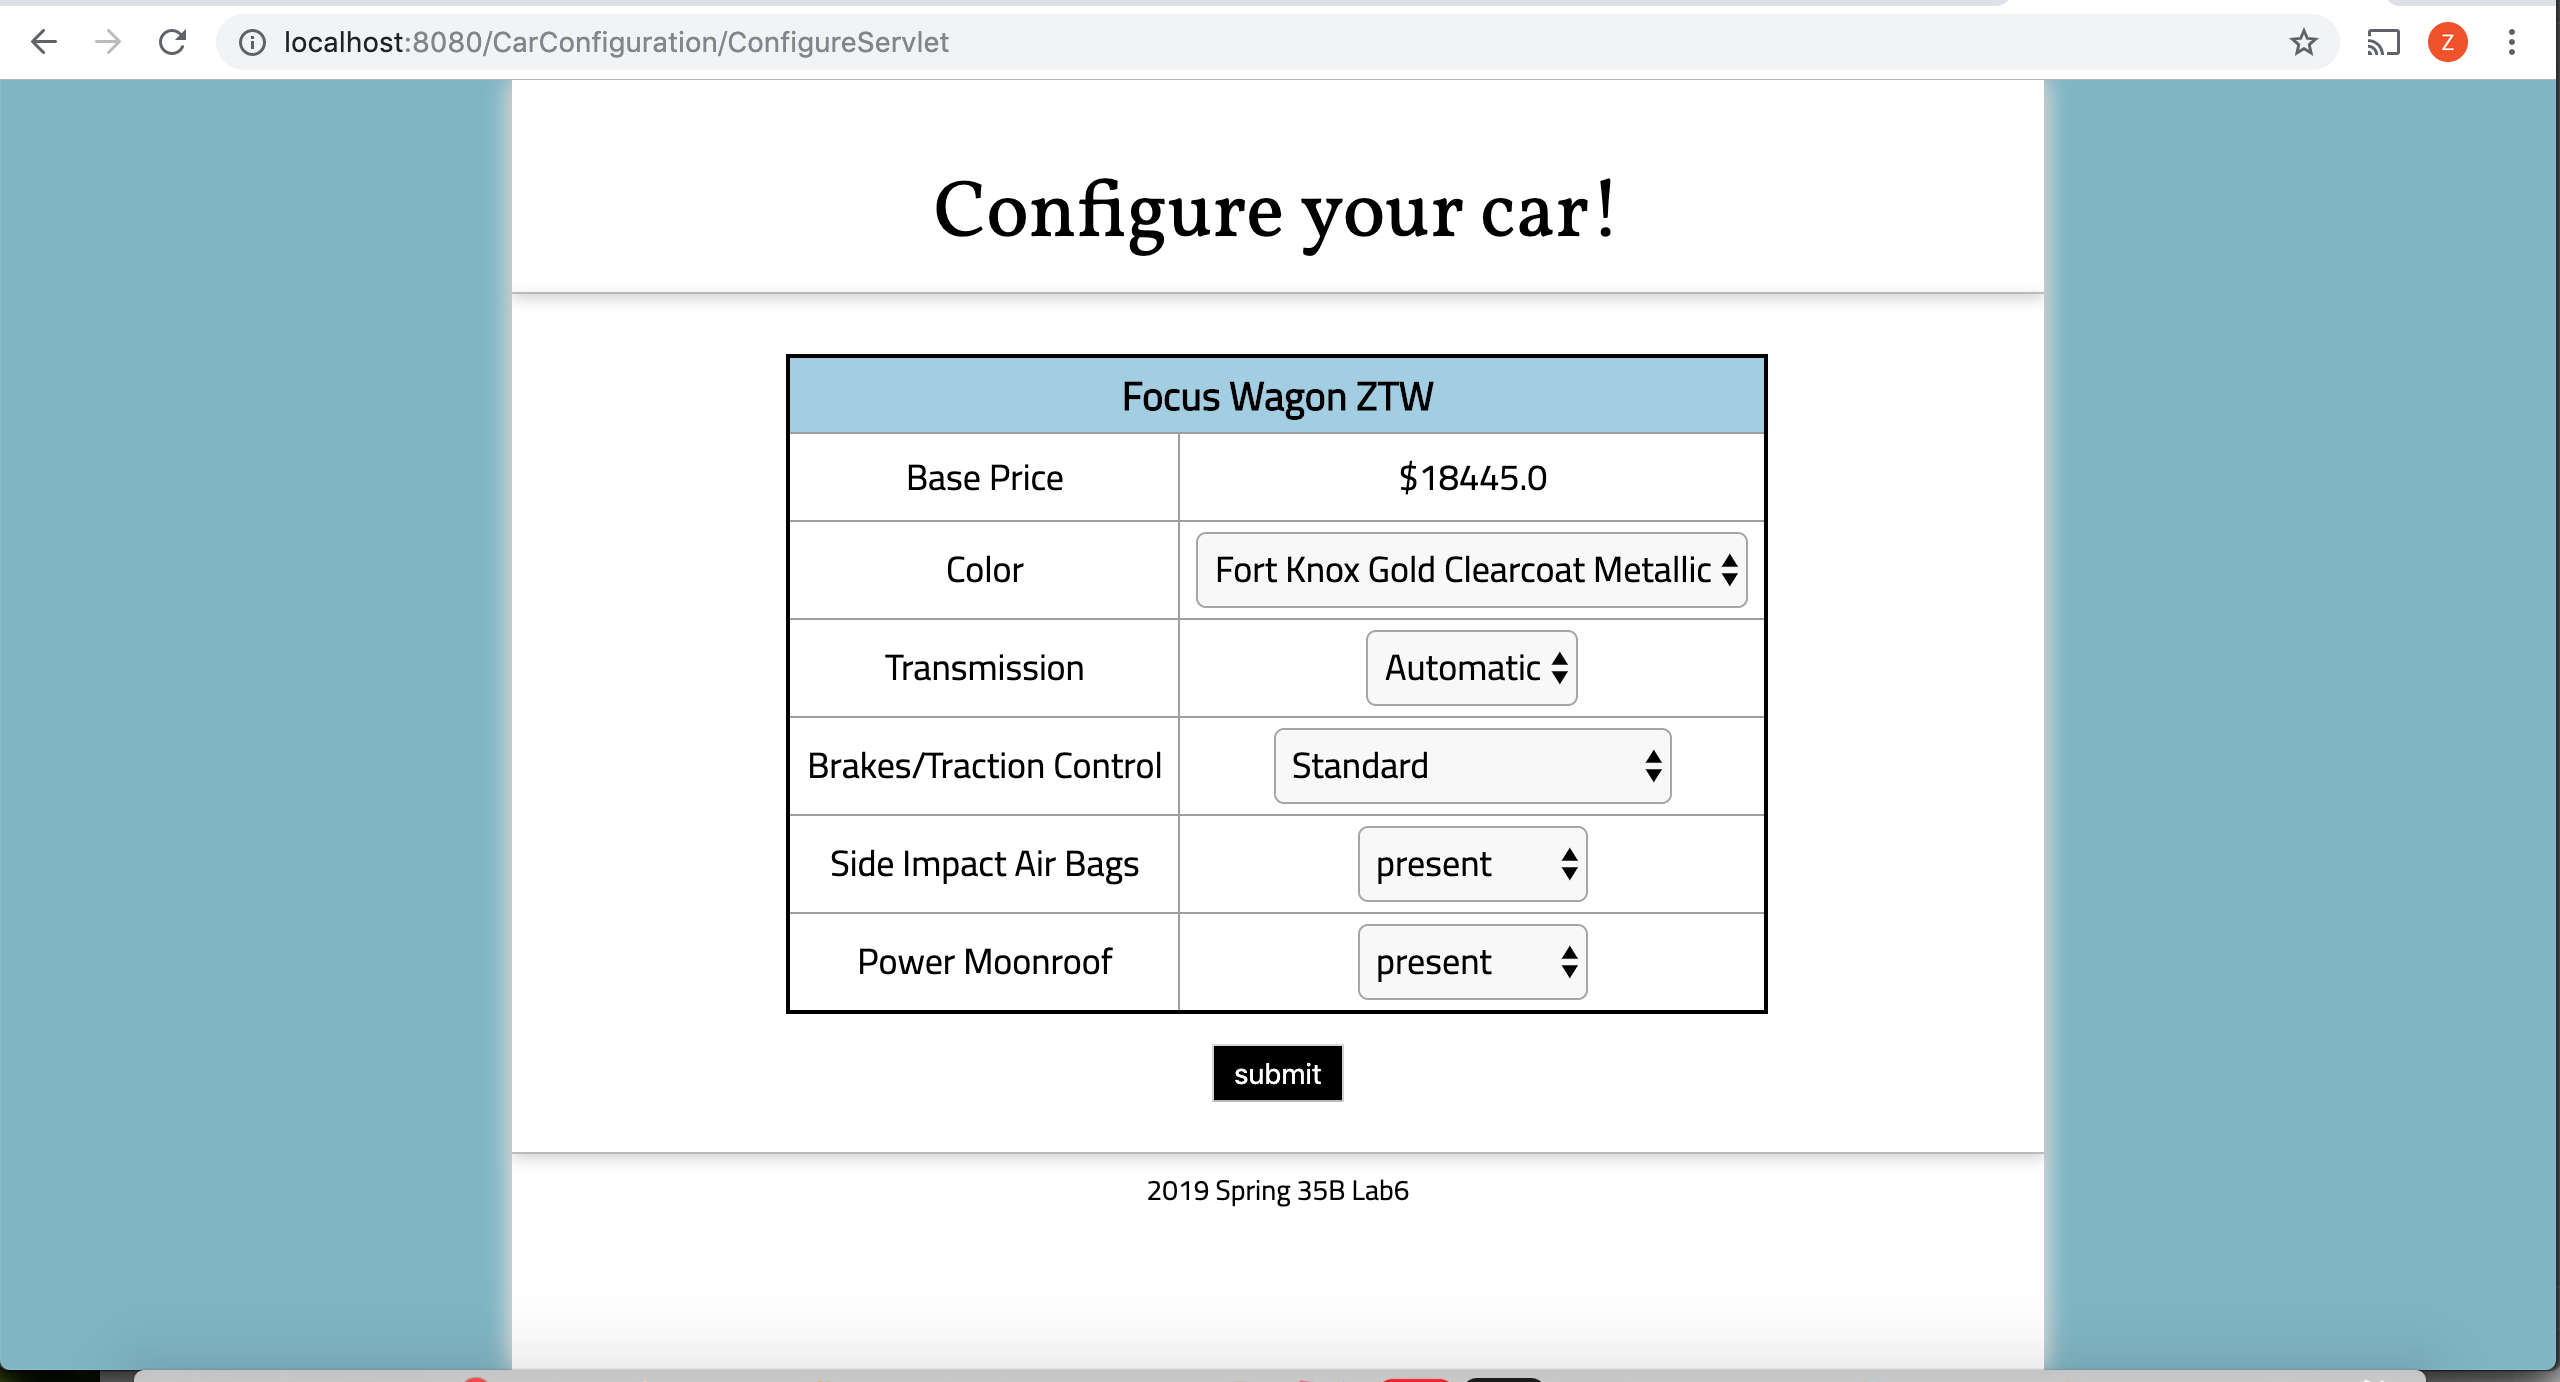 localhost:8080/CarConfiguration/ConfigureServlet
Z
Configure your car!
Focus Wagon ZTW
Base Price $18445.0
Color Fort Knox Gold Clearcoat Metallic
Transmission Automatic
Brakes/Traction Control Standard
Side Impact Air Bags present
Power Moonroof present
submit
2019 Spring 35B Lab6